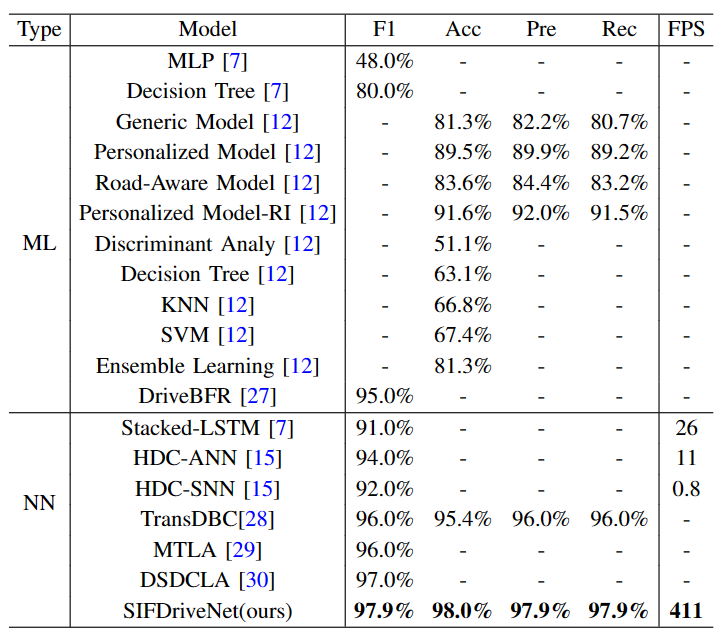 Type Model F1 Acc Pre Rec FPS
MLP [7] 48.0% - - - -
Decision Tree [7] 80.0% - - - -
Generic Model [12] - 81.3% 82.2% 80.7% -
Personalized Model [12] - 89.5% 89.9% 89.2% -
Road-Aware Model [12] - 83.6% 84.4% 83.2% -
Personalized Model-RI [12] - 91.6% 92.0% 91.5% -
ML Discriminant Analy [12] - 51.1% - - -
Decision Tree [12] - 63.1% - - -
KNN [12] - 66.8% - - -
SVM [12] - 67.4% - - -
Ensemble Learning [12] - 81.3% - - -
DriveBFR [27] 95.0% - - - -
Stacked-LSTM [7] 91.0% - - - 26
HDC-ANN [15] 94.0% - - - 11
HDC-SNN [15] 92.0% - - - 0.8
NN TransDBC[28] 96.0% 95.4% 96.0% 96.0% -
MTLA [29] 96.0% - - - -
DSDCLA [30] 97.0% - - - -
SIFDriveNet(ours) 97.9% 98.0% 97.9% 97.9% 411